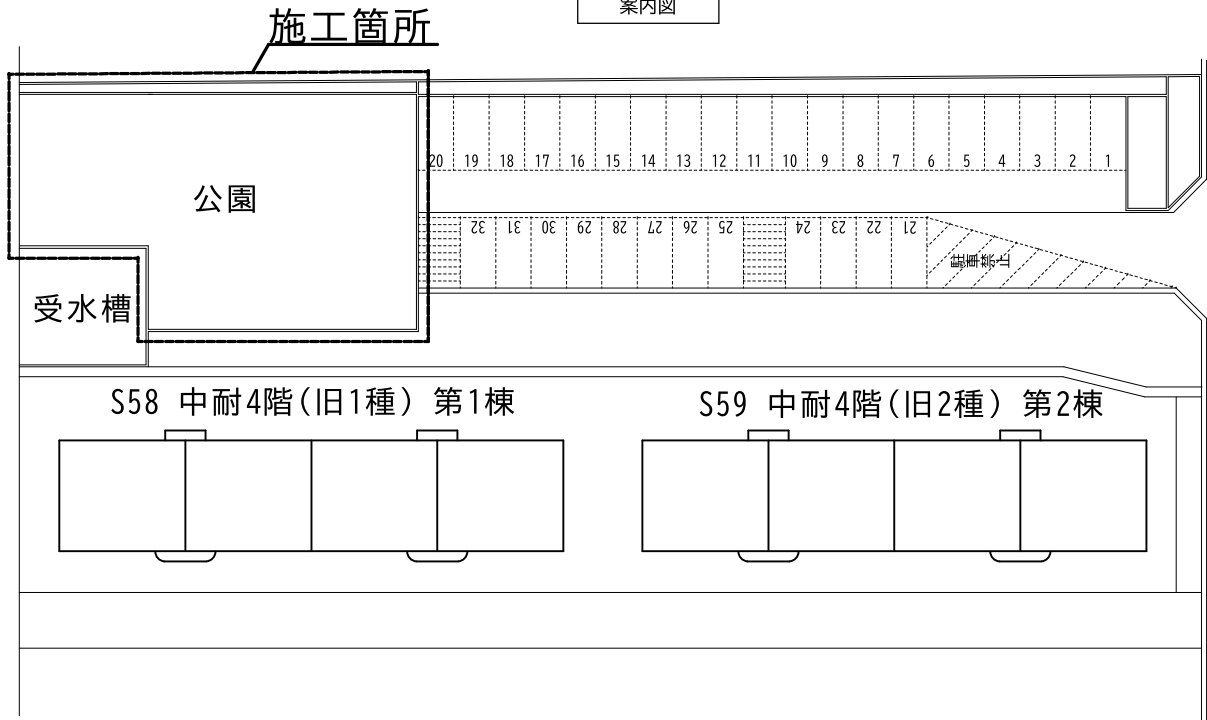 案内図
施工箇所
20 19 18 17 16 15 14 13 12 11 10 9 8 7 6 5 4 3 2 1
公園
32 31 30 29 28 27 26 25 24 23 22 21
駐車禁止
受水槽
S58 中耐4階(旧1種) 第1棟
S59 中耐4階(旧2種) 第2棟